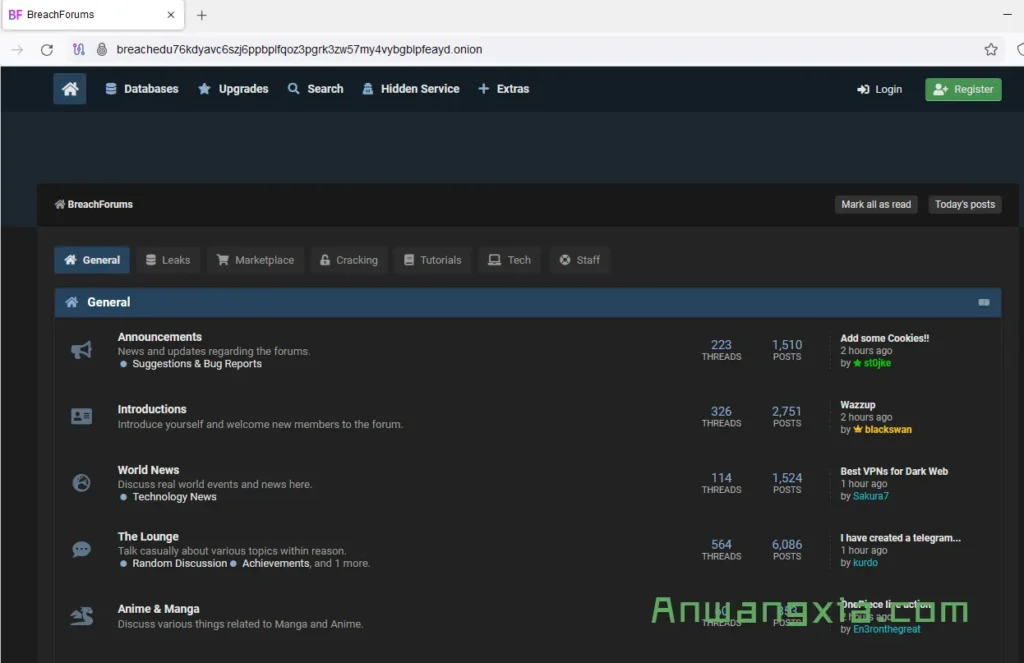 BF BreachForums
breachedu76kdyavc6szj6ppbplfqoz3pgrk3zw57my4vybgblpfeayd.onion
Databases Upgrades Search Hidden Service Extras Login Register
BreachForums Mark all as read Today's posts
General Leaks Marketplace Cracking Tutorials Tech Staff
General
Announcements
News and updates regarding the forums.
Suggestions & Bug Reports
223 THREADS
1,510 POSTS
Add some Cookies!!
2 hours ago
by st0jke
Introductions
Introduce yourself and welcome new members to the forum.
326 THREADS
2,751 POSTS
Wazzup
2 hours ago
by blackswan
World News
Discuss real world events and news here.
Technology News
114 THREADS
1,524 POSTS
Best VPNs for Dark Web
1 hour ago
by Sakura7
The Lounge
Talk casually about various topics within reason.
Random Discussion Achievements, and 1 more.
564 THREADS
6,086 POSTS
I have created a telegram...
1 hour ago
by kurdo
Anime & Manga
Discuss various things related to Manga and Anime.
THREADS
POSTS
OnePiece live action
2 hours ago
by En3ronthegreat
Anwangxia.com